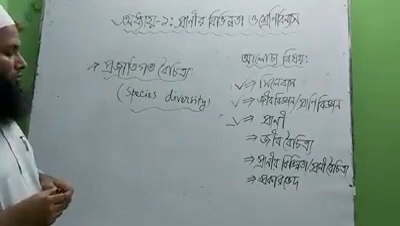 অধ্যায়-১: প্রাণীর বিভিন্নতা ও শ্রেণিবিন্যাস
→ প্রজাতিগত বৈচিত্র্য
(Species diversity)
আলোচ্য বিষয়:
✓⇒ সিলেবাস
✓⇒ জীববিজ্ঞান/প্রাণিবিজ্ঞান
✓⇒ প্রাণী
⇒ জীব বৈচিত্র্য
⇒ প্রাণীর বিভিন্নতা/প্রাণী বৈচিত্র্য
⇒ প্রকারভেদ